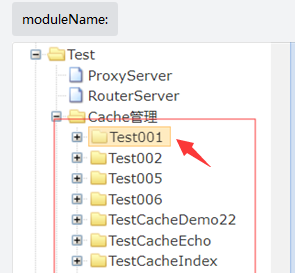 moduleName:
Test
ProxyServer
RouterServer
Cache管理
Test001
Test002
Test005
Test006
TestCacheDemo22
TestCacheEcho
TestCacheIndex